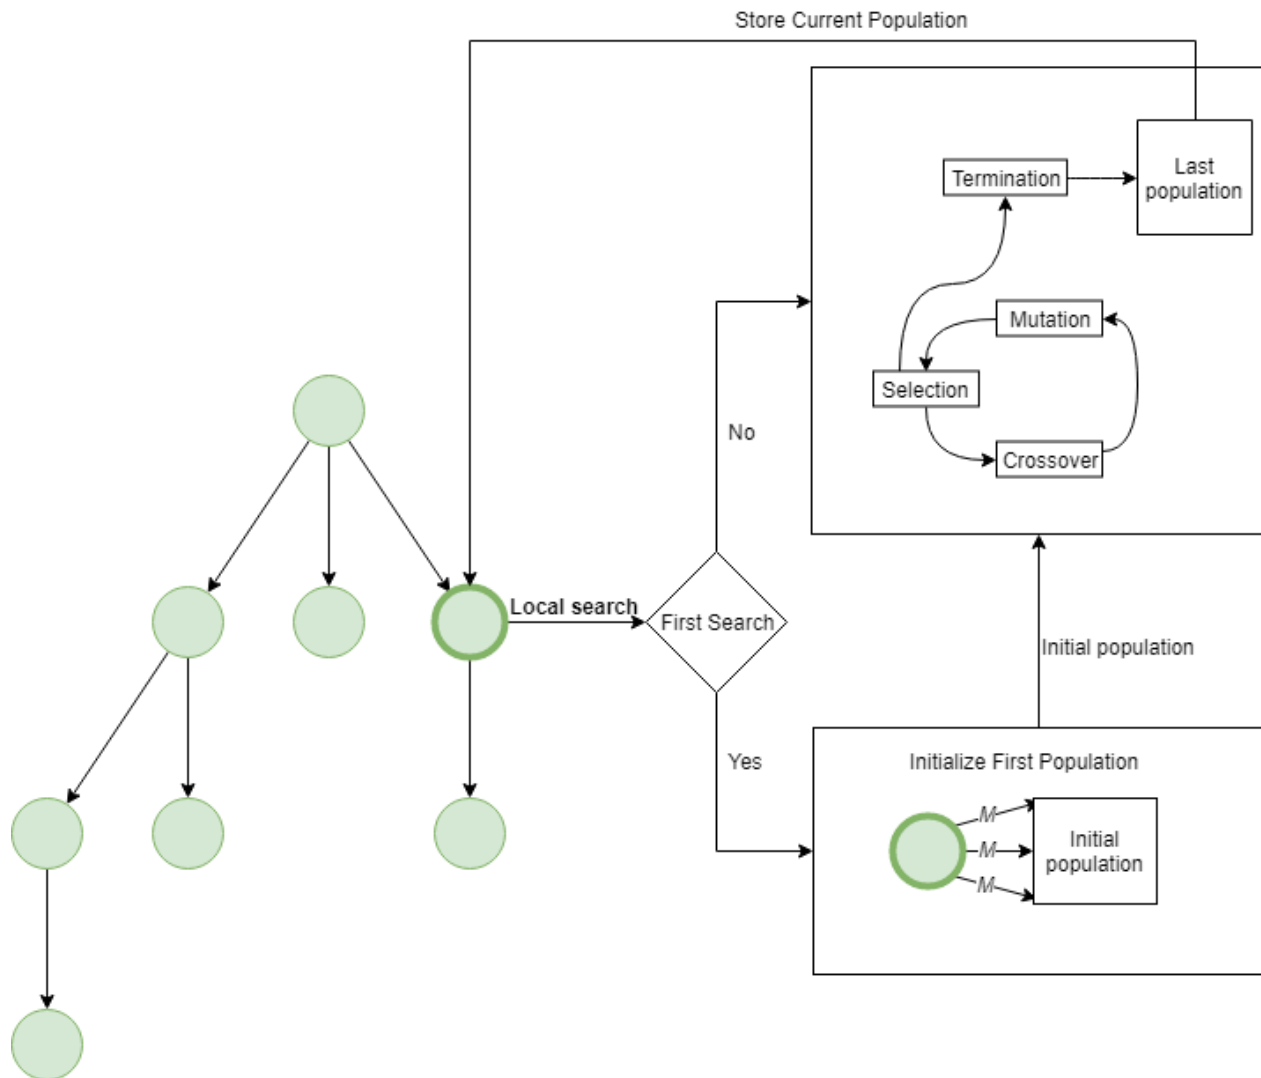 Store Current Population
Last
population
Termination
Mutation
Selection
Crossover
No
Local search
First Search
Initial population
Yes
Initialize First Population
M
M
M
Initial
population